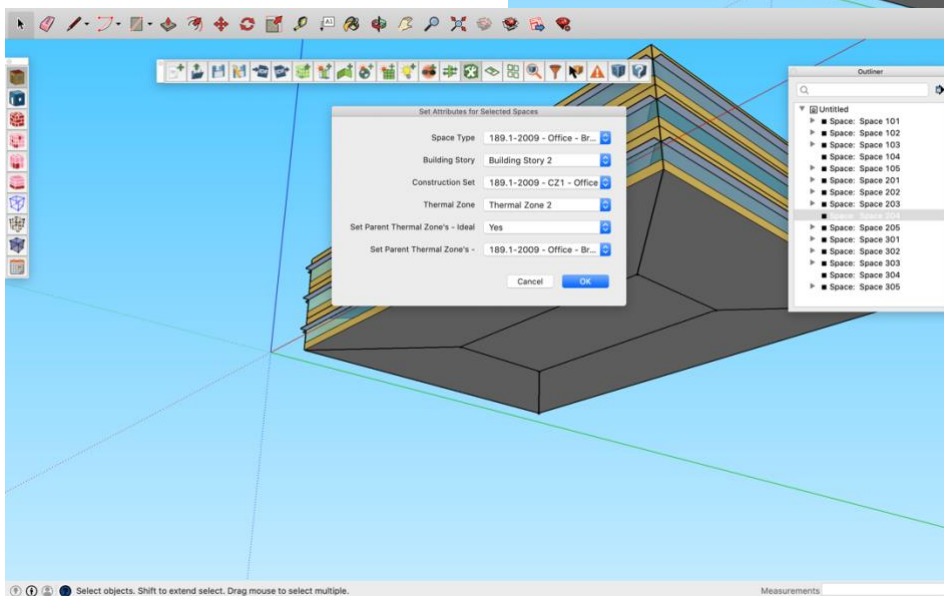 A1
Outliner
Set Attributes for Selected Spaces
Space Type 189.1-2009 - Office - Br...
Building Story Building Story 2
Construction Set 189.1-2009 - CZ1 - Office
Thermal Zone Thermal Zone 2
Set Parent Thermal Zone's - Ideal Yes
Set Parent Thermal Zone's - 189.1-2009 - Office - Br...
Cancel OK
Untitled
Space: Space 101
Space: Space 102
Space: Space 103
Space: Space 104
Space: Space 105
Space: Space 201
Space: Space 202
Space: Space 203
Space: Space 204
Space: Space 205
Space: Space 301
Space: Space 302
Space: Space 303
Space: Space 304
Space: Space 305
Select objects. Shift to extend select. Drag mouse to select multiple.
Measurements